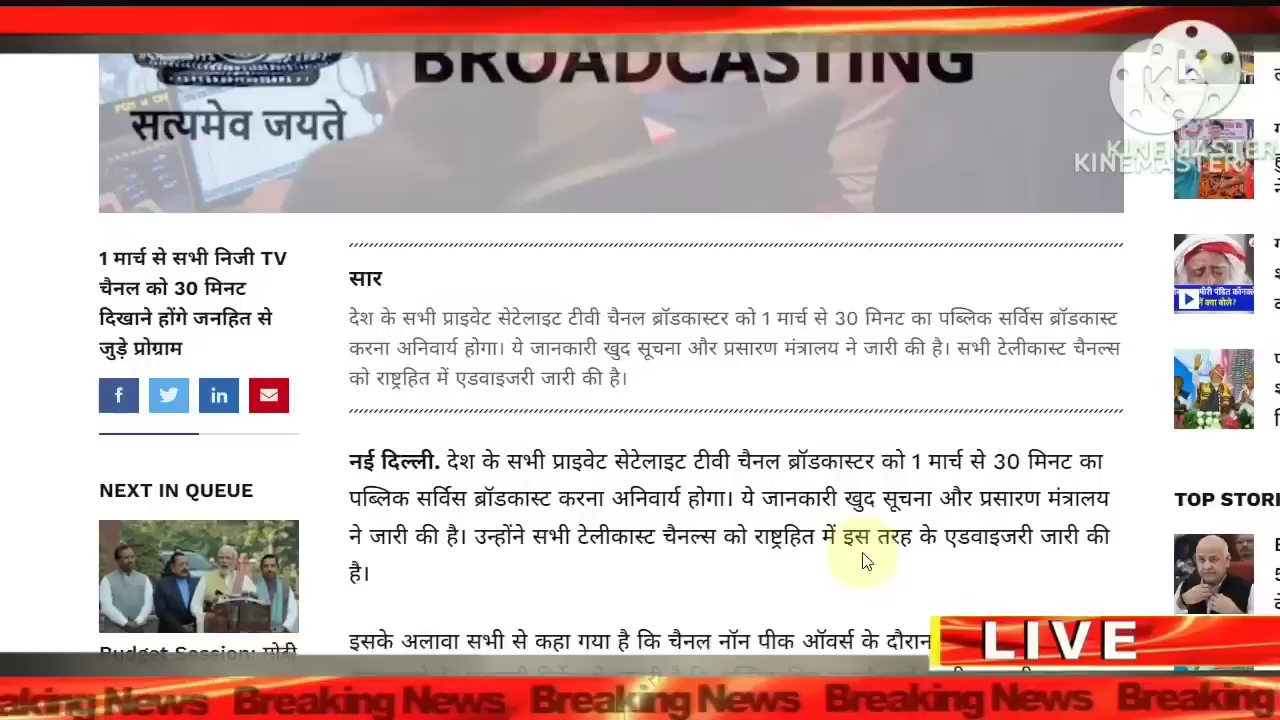 BROADCASTING
सत्यमेव जयते
KINEMASTER
KINEMASTER
1 मार्च से सभी निजी TV
चैनल को 30 मिनट
दिखाने होंगे जनहित से
जुड़े प्रोग्राम
सार
देश के सभी प्राइवेट सेटेलाइट टीवी चैनल ब्रॉडकास्टर को 1 मार्च से 30 मिनट का पब्लिक सर्विस ब्रॉडकास्ट
करना अनिवार्य होगा। ये जानकारी खुद सूचना और प्रसारण मंत्रालय ने जारी की है। सभी टेलीकास्ट चैनल्स
को राष्ट्रहित में एडवाइजरी जारी की है।
नई दिल्ली. देश के सभी प्राइवेट सेटेलाइट टीवी चैनल ब्रॉडकास्टर को 1 मार्च से 30 मिनट का
पब्लिक सर्विस ब्रॉडकास्ट करना अनिवार्य होगा। ये जानकारी खुद सूचना और प्रसारण मंत्रालय
ने जारी की है। उन्होंने सभी टेलीकास्ट चैनल्स को राष्ट्रहित में इस तरह के एडवाइजरी जारी की
है।
इसके अलावा सभी से कहा गया है कि चैनल नॉन पीक ऑवर्स के दौरान
NEXT IN QUEUE
Budget Session: मोदी
TOP STORI
LIVE
aking News Breaking News Breaking News Breaking News Breaking